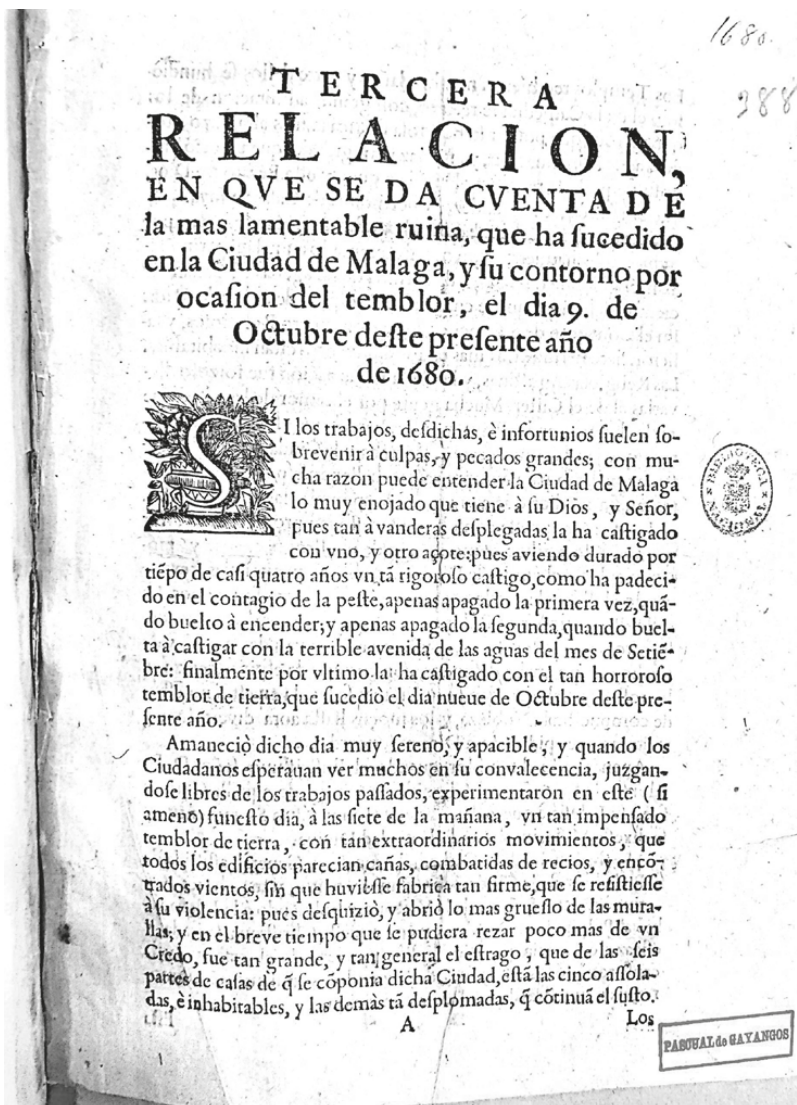 1680.
388
TERCERA
RELACION,
EN QVE SE DA CVENTA DE
la mas lamentable ruina, que ha ſucedido
en la Ciudad de Malaga, y ſu contorno por
ocaſion del temblor, el dia 9. de
Octubre deſte preſente año
de 1680.
SI los trabajos, deſdichas, è infortunios ſuelen ſo-
brevenir à culpas, y pecados grandes; con mu-
cha razon puede entender la Ciudad de Malaga
lo muy enojado que tiene à ſu Dios, y Señor,
pues tan à vanderas deſplegadas la ha caſtigado
con vno, y otro açote: pues aviendo durado por
tiẽpo de caſi quatro años vn tã rigoroſo caſtigo, como ha padeci-
do en el contagio de la peſte, apenas apagado la primera vez, quã-
do buelto à encender; y apenas apagado la ſegunda, quando buel-
ta à caſtigar con la terrible avenida de las aguas del mes de Setiẽ-
bre: finalmente por vltimo la ha caſtigado con el tan horroroſo
temblor de tierra, que ſucediò el dia nueue de Octubre deſte pre-
ſente año.
Amaneciò dicho dia muy ſereno, y apacible, y quando los
Ciudadanos eſperauan ver muchos en ſu convalecencia, juzgan-
doſe libres de los trabajos paſſados, experimentaron en eſte (ſi
ameno) funeſto dia, à las ſiete de la mañana, vn tan impenſado
temblor de tierra, con tan extraordinarios movimientos, que
todos los edificios parecian cañas, combatidas de recios, y encõ-
trados vientos, ſin que huvieſſe fabrica tan firme, que ſe reſiſtieſſe
à ſu violencia: pues deſquiziò, y abriò lo mas grueſſo de las mura-
llas; y en el breve tiempo que ſe pudiera rezar poco mas de vn
Credo, fue tan grande, y tan general el eſtrago, que de las ſeis
partes de caſas de q̃ ſe cõponia dicha Ciudad, eſtã las cinco aſſola-
das, è inhabitables, y las demàs tã deſplomadas, q̃ cõtinuã el ſuſto.
A
Los
PASCUAL de GAYANGOS